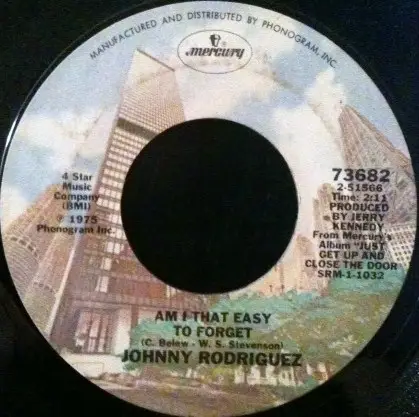 MANUFACTURED AND DISTRIBUTED BY PHONOGRAM, INC.
mercury
4 Star
Music
Company
(BMI)
℗ 1975
Phonogram Inc.
73682
2-51566
Time: 2:11
PRODUCED
BY JERRY
KENNEDY
From Mercury's
Album "JUST
GET UP AND
CLOSE THE DOOR
SRM-1-1032
AM I THAT EASY
TO FORGET
(C. Belew - W. S. Stevenson)
JOHNNY RODRIGUEZ